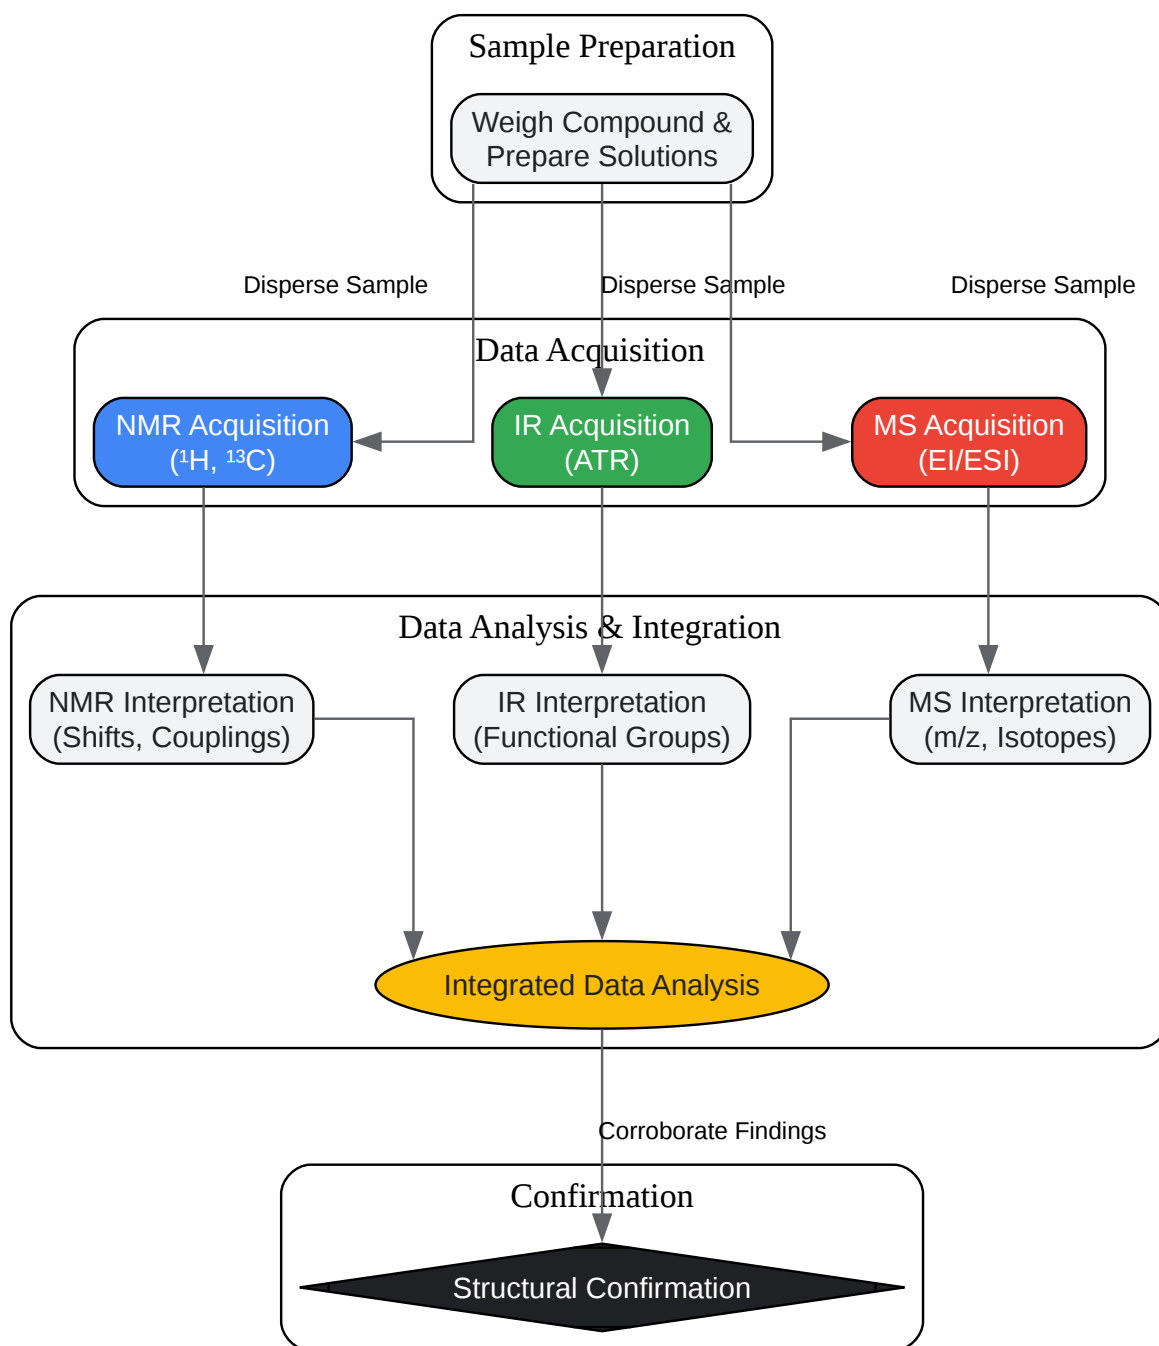 Sample Preparation
Weigh Compound &
Prepare Solutions
Disperse Sample
Disperse Sample
Disperse Sample
Data Acquisition
NMR Acquisition
(¹H, ¹³C)
IR Acquisition
(ATR)
MS Acquisition
(EI/ESI)
Data Analysis & Integration
NMR Interpretation
(Shifts, Couplings)
IR Interpretation
(Functional Groups)
MS Interpretation
(m/z, Isotopes)
Integrated Data Analysis
Corroborate Findings
Confirmation
Structural Confirmation